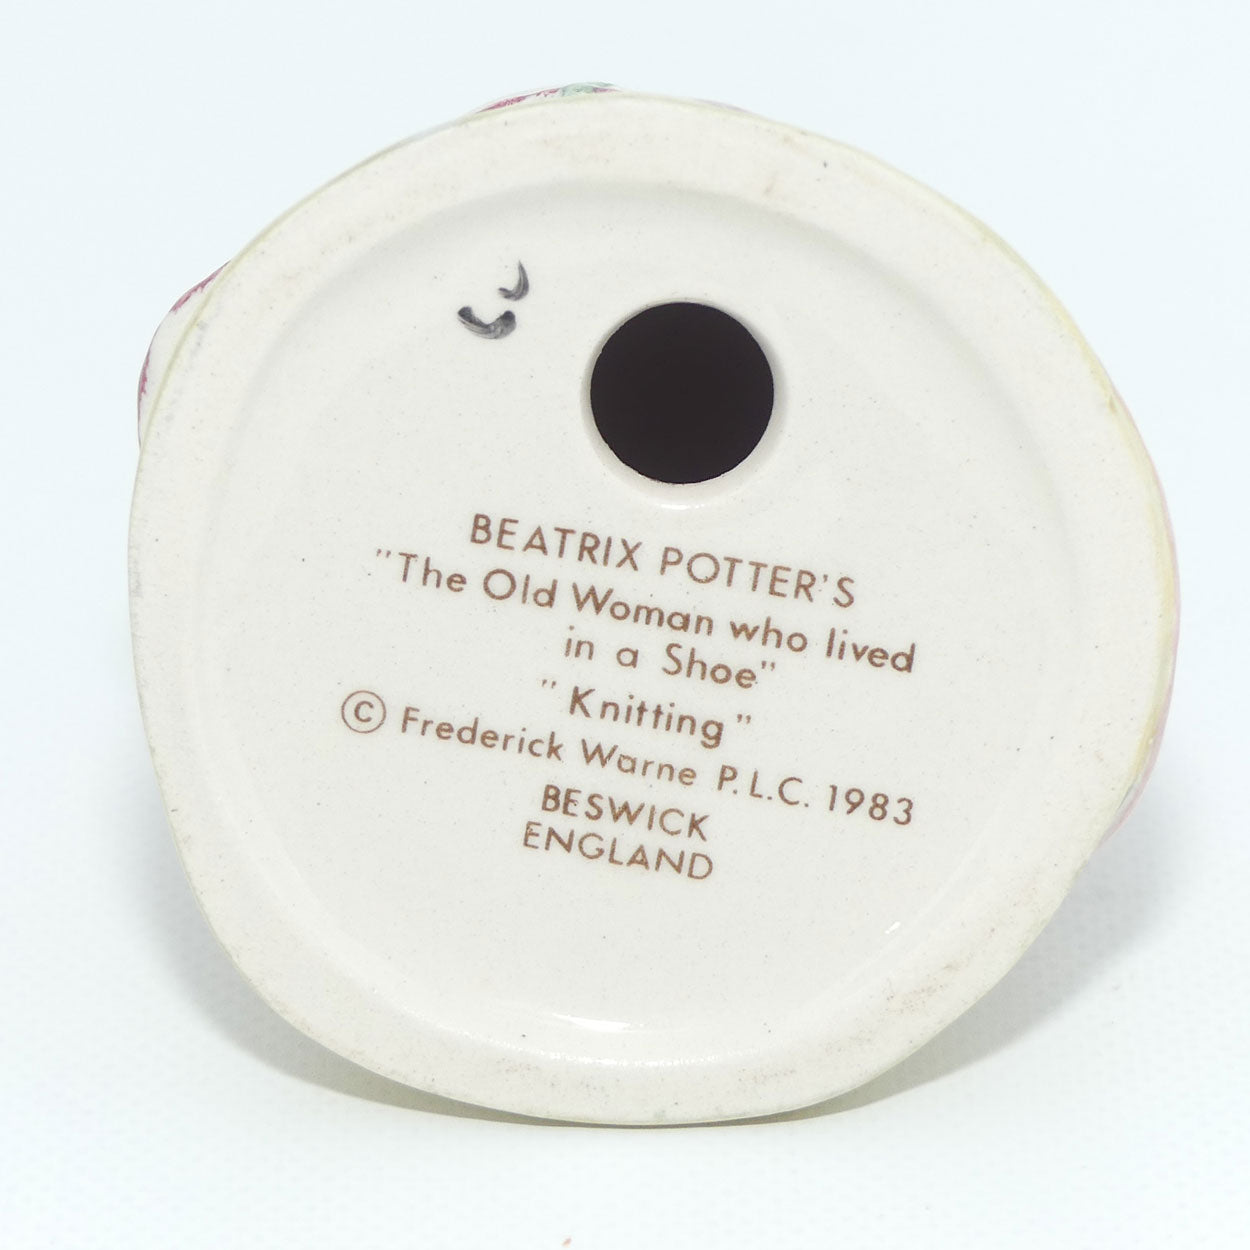 BEATRIX POTTER'S
"The Old Woman who lived
in a Shoe"
"Knitting"
© Frederick Warne P.L.C. 1983
BESWICK
ENGLAND